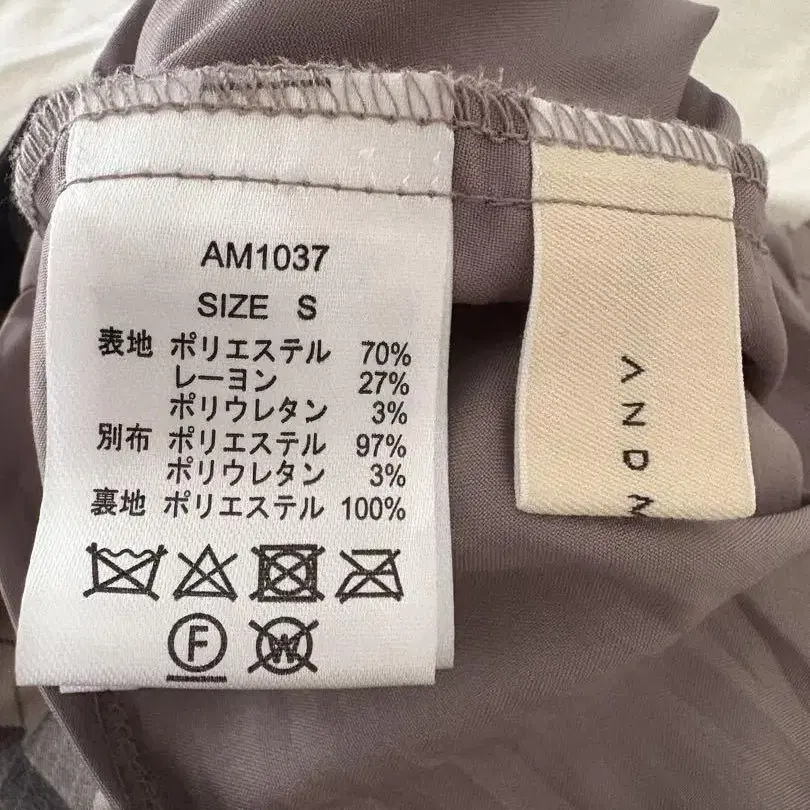 AM1037
SIZE S
表地 ポリエステル 70%
レーヨン 27%
ポリウレタン 3%
別布 ポリエステル 97%
ポリウレタン 3%
裏地 ポリエステル 100%
F
W